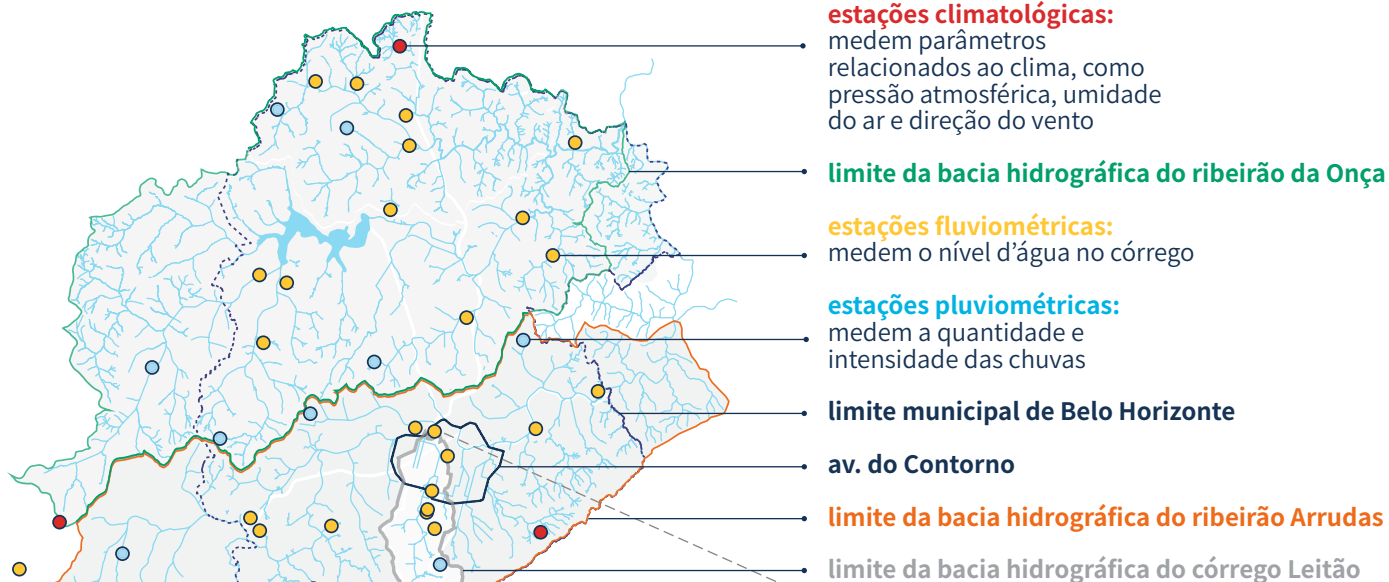 estações climatológicas:
medem parâmetros
relacionados ao clima, como
pressão atmosférica, umidade
do ar e direção do vento
limite da bacia hidrográfica do ribeirão da Onça
estações fluviométricas:
medem o nível d’água no córrego
estações pluviométricas:
medem a quantidade e
intensidade das chuvas
limite municipal de Belo Horizonte
av. do Contorno
limite da bacia hidrográfica do ribeirão Arrudas
limite da bacia hidrográfica do córrego Leitão